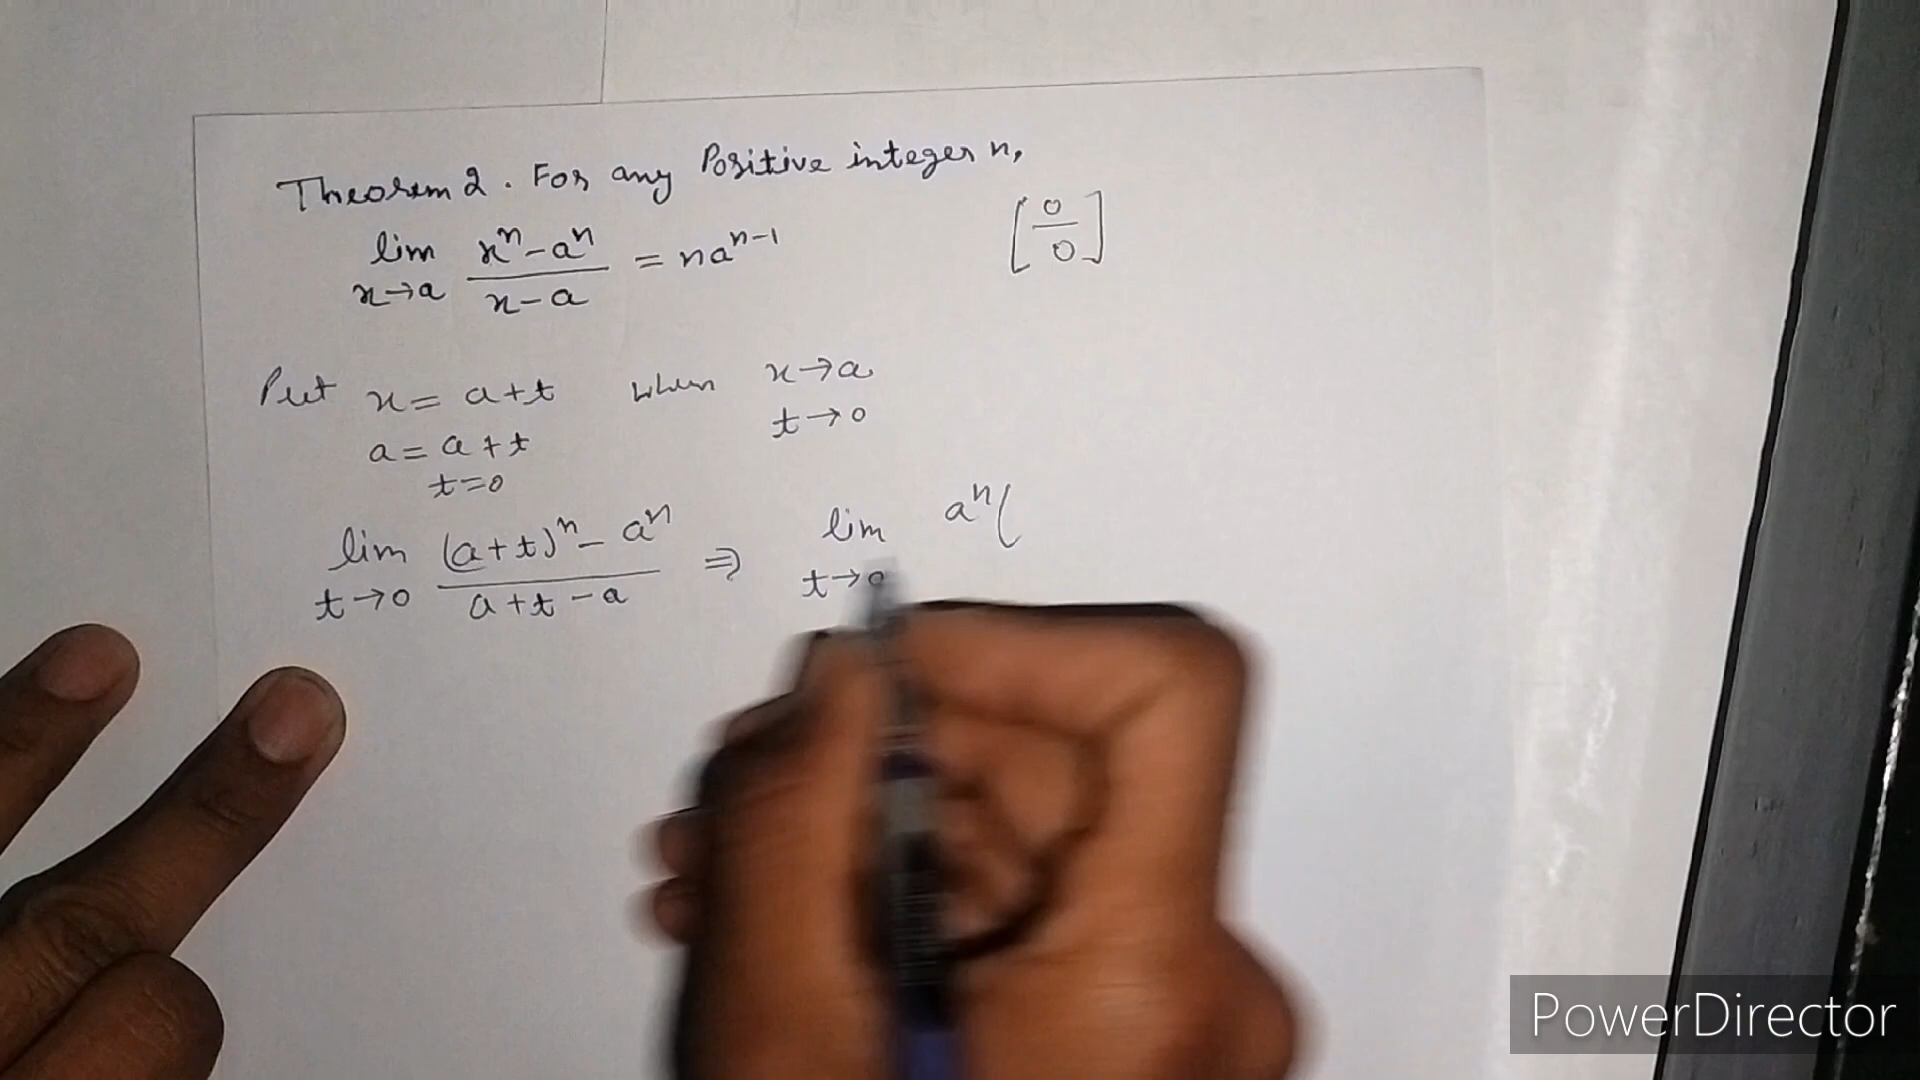 Theorem 2. For any Positive integer n,
lim x→a (xⁿ-aⁿ)/(x-a) = naⁿ⁻¹ [0/0]
Put x = a+t when x→a
a = a+t t→0
t=0
lim t→0 ((a+t)ⁿ - aⁿ)/(a+t-a) ⇒ lim t→0 aⁿ(
PowerDirector